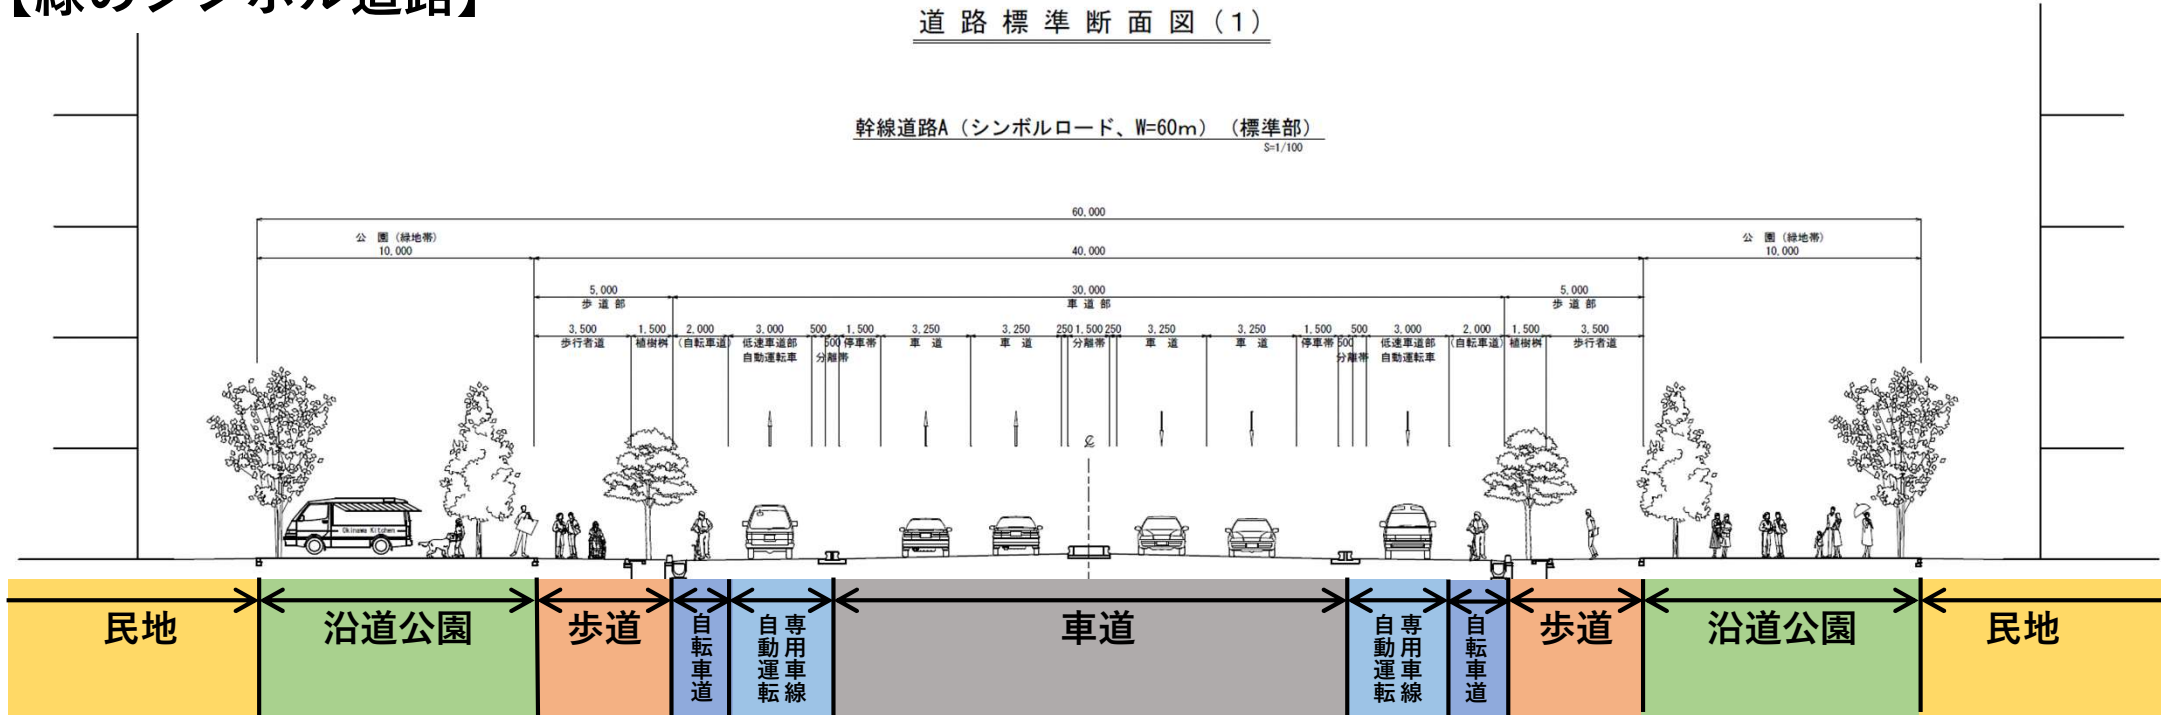 【緑のシンボル道路】
道路標準断面図(1)
幹線道路A(シンボルロード、W=60m)(標準部)
S=1/100
60,000
公 園(緑地帯)
10,000
40,000
公 園(緑地帯)
10,000
5,000
歩道部
30,000
車道部
5,000
歩道部
3,500
歩行者道
1,500
植樹桝
2,000
(自転車道)
3,000
低速車道部
自動運転車
500
500
分離帯
1,500
停車帯
3,250
車 道
3,250
車 道
250
1,500
分離帯
250
3,250
車 道
3,250
車 道
1,500
停車帯
500
500
分離帯
3,000
低速車道部
自動運転車
2,000
(自転車道)
1,500
植樹桝
3,500
歩行者道
Okinawa Kitchen
民地
沿道公園
歩道
自転車道
専用車線
自動運転
車道
専用車線
自動運転
自転車道
歩道
沿道公園
民地